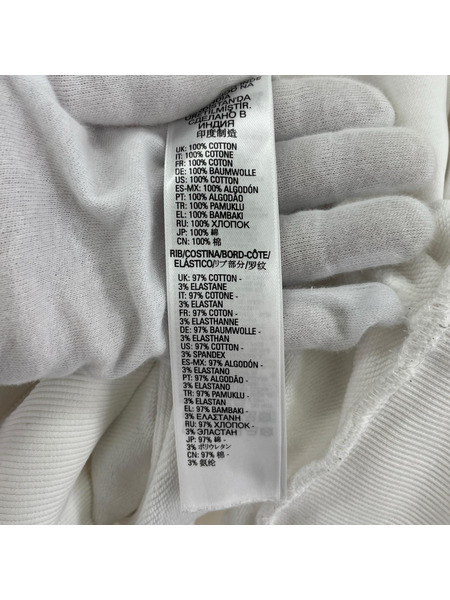 СДЕЛАНО В
ИНДИЯ
印度制造
UK: 100% COTTON
IT: 100% COTONE
FR: 100% COTON
DE: 100% BAUMWOLLE
US: 100% COTTON
ES-MX: 100% ALGODÓN
PT: 100% ALGODÃO
TR: 100% PAMUKLU
EL: 100% ΒΑΜΒΑΚΙ
RU: 100% ХЛОПОК
JP: 100% 綿
CN: 100% 棉
RIB/COSTINA/BORD-CÔTE/
ELÁSTICO/リブ部分/罗纹
UK: 97% COTTON -
3% ELASTANE
IT: 97% COTONE -
3% ELASTAN
FR: 97% COTON -
3% ELASTHANNE
DE: 97% BAUMWOLLE -
3% ELASTHAN
US: 97% COTTON -
3% SPANDEX
ES-MX: 97% ALGODÓN -
3% ELASTANO
PT: 97% ALGODÃO -
3% ELASTANO
TR: 97% PAMUKLU -
3% ELASTAN
EL: 97% ΒΑΜΒΑΚΙ -
3% ΕΛΑΣΤΑΝΗ
RU: 97% ХЛОПОК -
3% ЭЛАСТАН
JP: 97% 綿 -
3% ポリウレタン
CN: 97% 棉 -
3% 氨纶